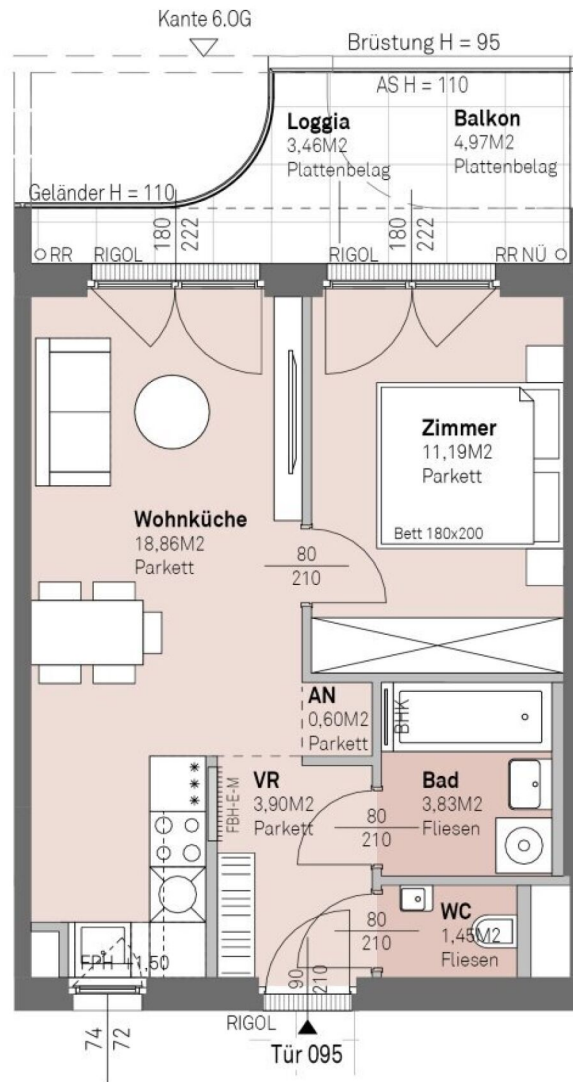 Kante 6.OG
Brüstung H = 95
AS H = 110
Loggia
3,46M2
Plattenbelag
Balkon
4,97M2
Plattenbelag
Geländer H = 110
180
222
180
222
RR
RIGOL
RIGOL
RR NÜ
Zimmer
11,19M2
Parkett
Bett 180x200
Wohnküche
18,86M2
Parkett
80
210
AN
0,60M2
Parkett
BHK
VR
3,90M2
Parkett
FBH-E-M
Bad
3,83M2
Fliesen
80
210
WC
1,45M2
Fliesen
80
210
FPH +1,50
90
210
74
72
RIGOL
Tür 095